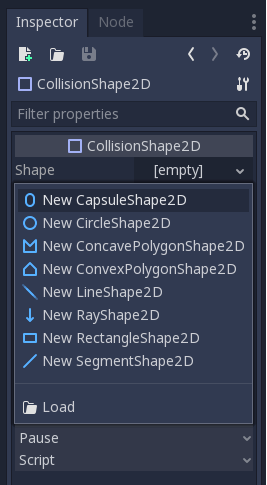 Inspector Node
CollisionShape2D
Filter properties
CollisionShape2D
Shape [empty]
New CapsuleShape2D
New CircleShape2D
New ConcavePolygonShape2D
New ConvexPolygonShape2D
New LineShape2D
New RayShape2D
New RectangleShape2D
New SegmentShape2D
Load
Pause
Script